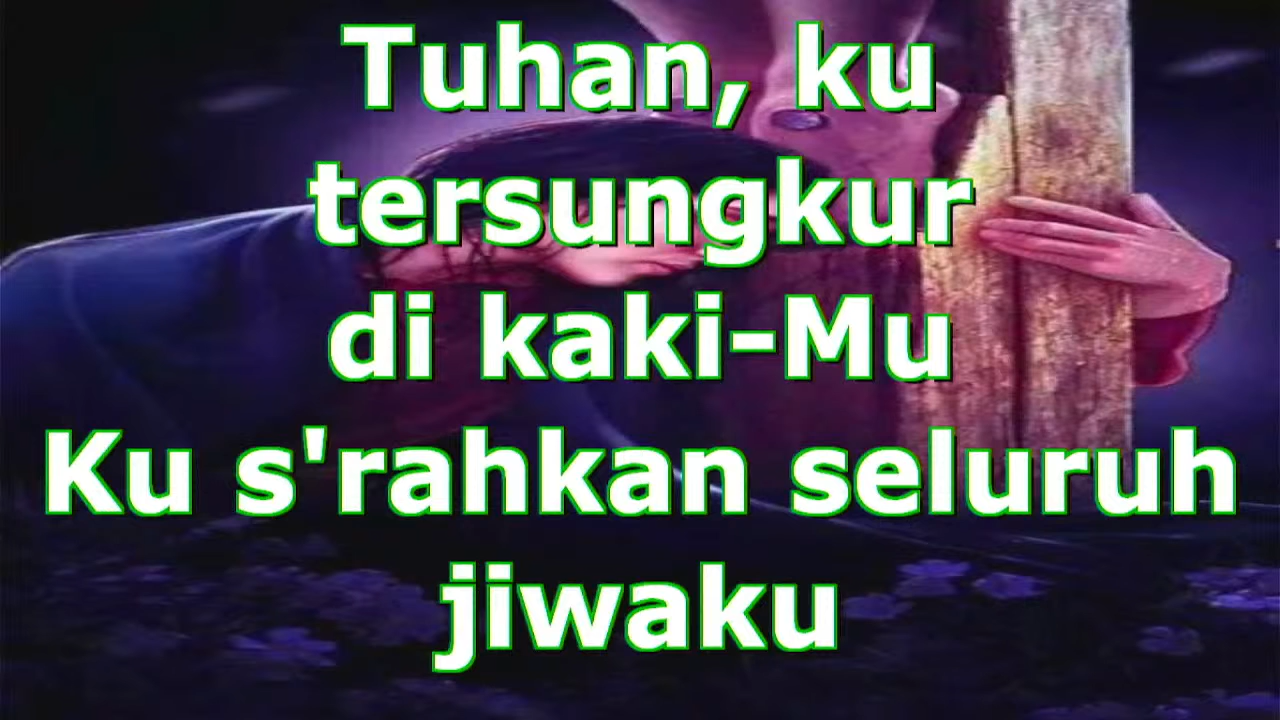 Tuhan, ku
tersungkur
di kaki-Mu
Ku s'rahkan seluruh
jiwaku